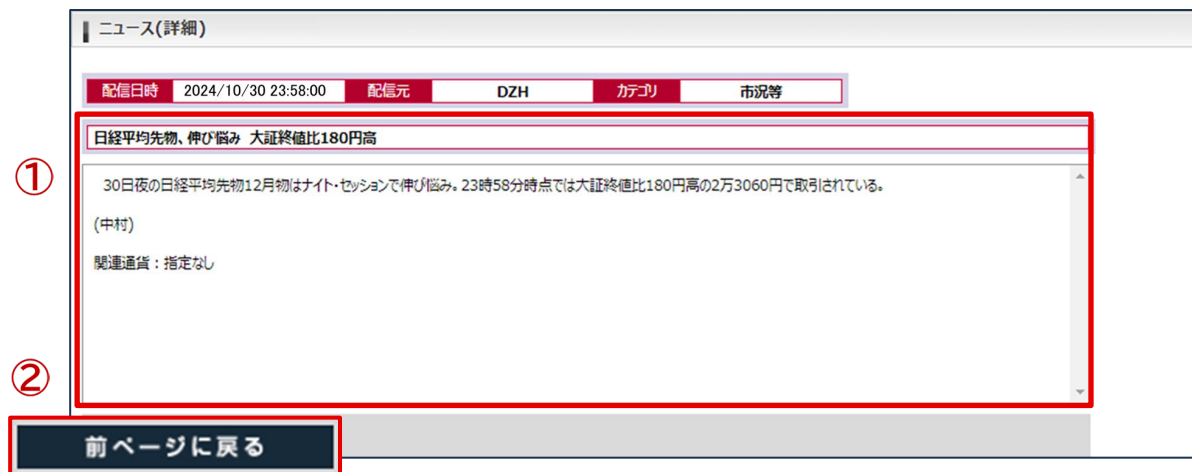 ニュース(詳細)
配信日時 2024/10/30 23:58:00 配信元 DZH カテゴリ 市況等
日経平均先物、伸び悩み 大証終値比180円高
①
30日夜の日経平均先物12月物はナイト・セッションで伸び悩み。23時58分時点では大証終値比180円高の2万3060円で取引されている。
(中村)
関連通貨：指定なし
②
前ページに戻る